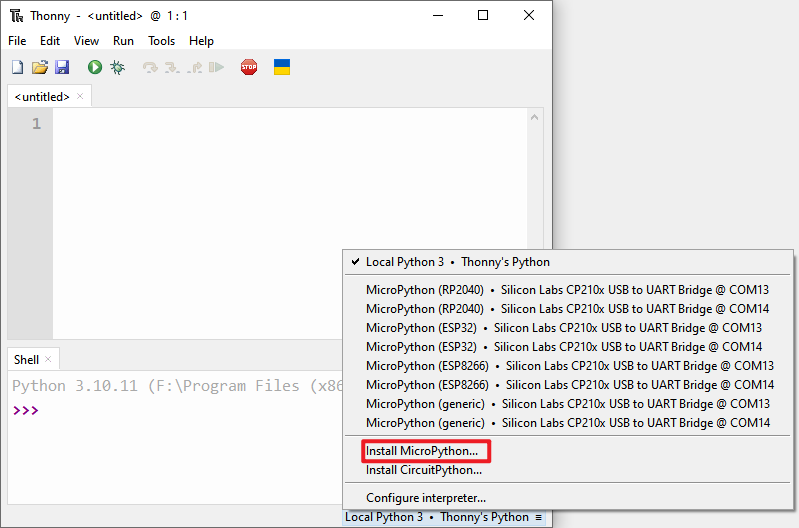 Thonny - <untitled> @ 1 : 1
File Edit View Run Tools Help
STOP
<untitled> ×
1
Shell ×
Python 3.10.11 (F:\Program Files (x86
>>>
✔ Local Python 3 • Thonny's Python
MicroPython (RP2040) • Silicon Labs CP210x USB to UART Bridge @ COM13
MicroPython (RP2040) • Silicon Labs CP210x USB to UART Bridge @ COM14
MicroPython (ESP32) • Silicon Labs CP210x USB to UART Bridge @ COM13
MicroPython (ESP32) • Silicon Labs CP210x USB to UART Bridge @ COM14
MicroPython (ESP8266) • Silicon Labs CP210x USB to UART Bridge @ COM13
MicroPython (ESP8266) • Silicon Labs CP210x USB to UART Bridge @ COM14
MicroPython (generic) • Silicon Labs CP210x USB to UART Bridge @ COM13
MicroPython (generic) • Silicon Labs CP210x USB to UART Bridge @ COM14
Install MicroPython...
Install CircuitPython...
Configure interpreter...
Local Python 3 • Thonny's Python ≡